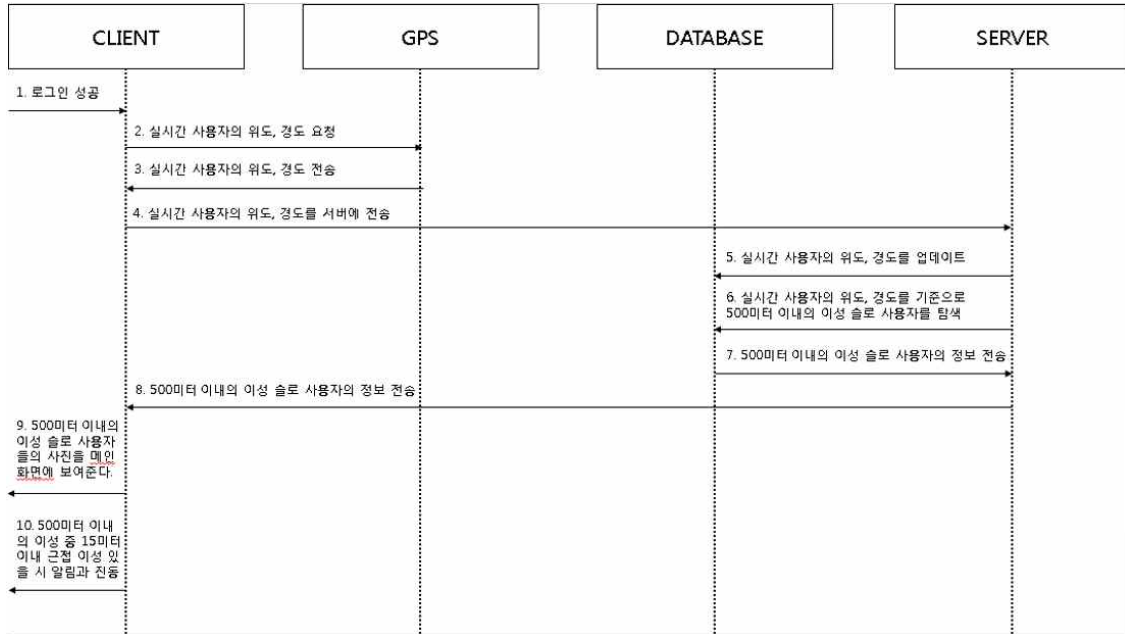 CLIENT
GPS
DATABASE
SERVER
1. 로그인 성공
2. 실시간 사용자의 위도, 경도 요청
3. 실시간 사용자의 위도, 경도 전송
4. 실시간 사용자의 위도, 경도를 서버에 전송
5. 실시간 사용자의 위도, 경도를 업데이트
6. 실시간 사용자의 위도, 경도를 기준으로
500미터 이내의 이성 슬로 사용자를 탐색
7. 500미터 이내의 이성 슬로 사용자의 정보 전송
8. 500미터 이내의 이성 슬로 사용자의 정보 전송
9. 500미터 이내의
이성 슬로 사용자
들의 사진을 메인
화면에 보여준다.
10. 500미터 이내
의 이성 중 15미터
이내 근접 이성 있
을 시 알림과 진동